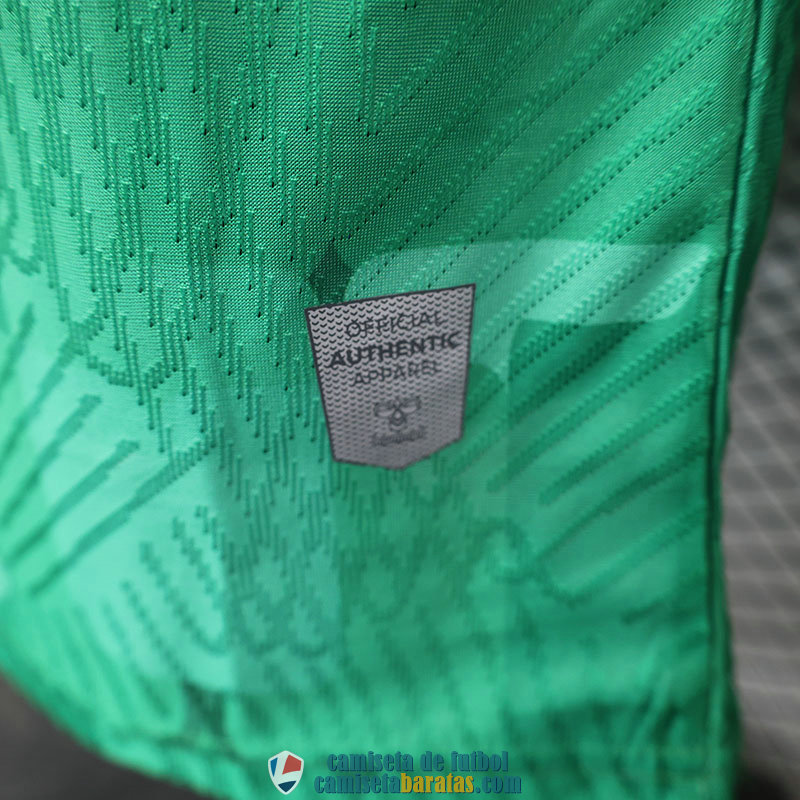 OFFICIAL
AUTHENTIC
APPAREL
camiseta de futbol
camisetabaratas.com